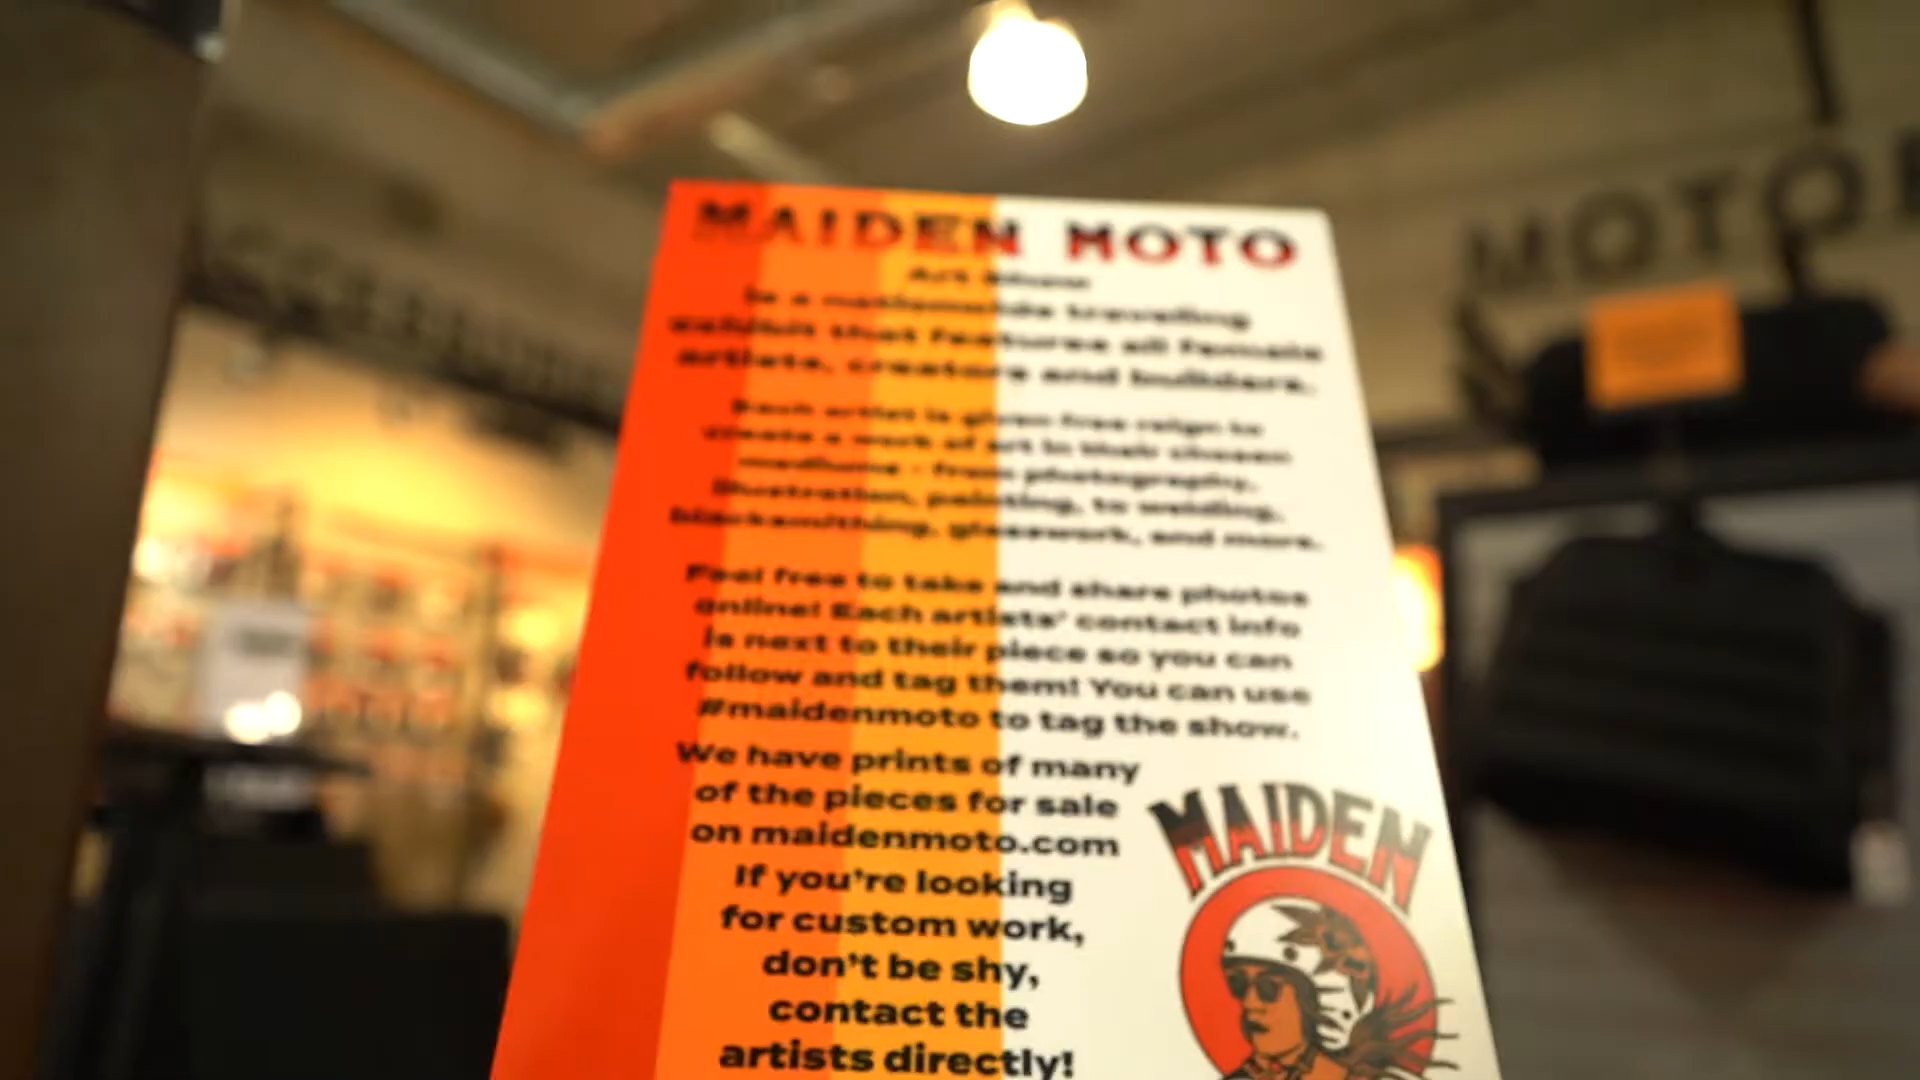 MAIDEN MOTO
Art Show
is a nationwide travelling
exhibit that features all female
artists, creators and builders.
Each artist is given free reign to
create a work of art in their chosen
mediums - from photography,
illustration, painting, to welding,
blacksmithing, glasswork, and more.
Feel free to take and share photos
online! Each artists' contact info
is next to their piece so you can
follow and tag them! You can use
#maidenmoto to tag the show.
We have prints of many
of the pieces for sale
on maidenmoto.com
If you're looking
for custom work,
don't be shy,
contact the
artists directly!
MAIDEN
MOTO